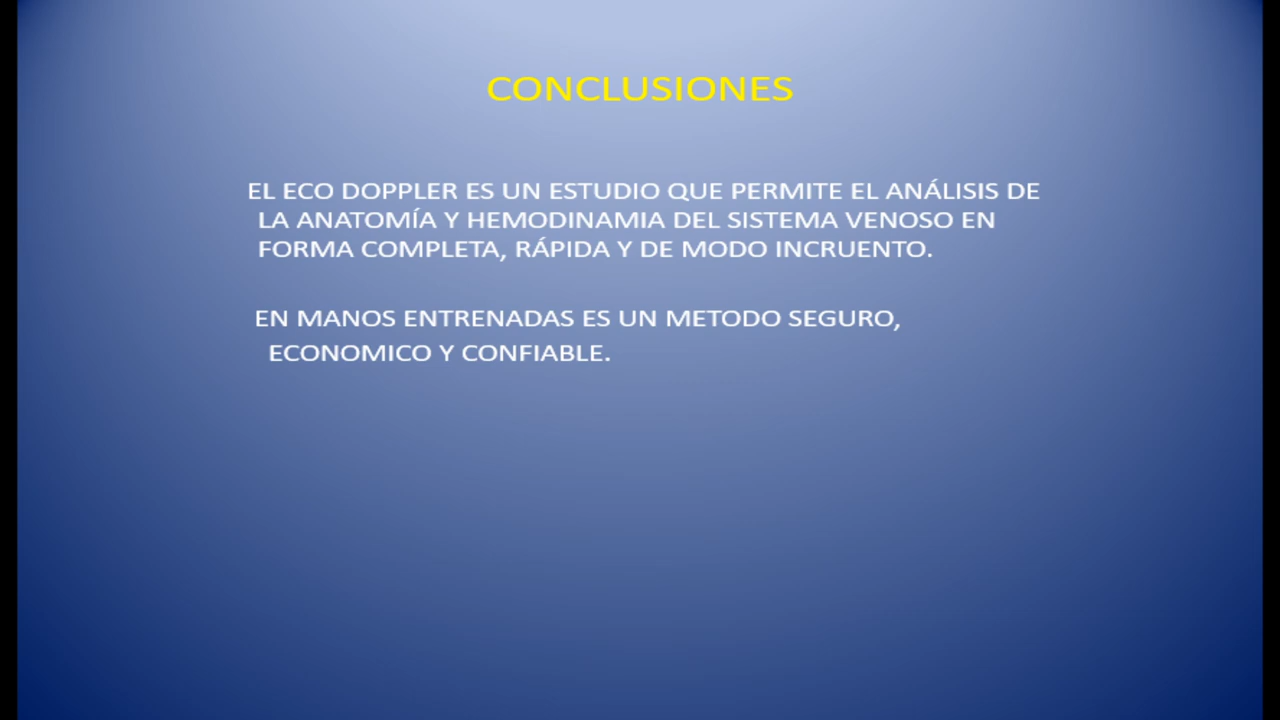 CONCLUSIONES
EL ECO DOPPLER ES UN ESTUDIO QUE PERMITE EL ANÁLISIS DE
LA ANATOMÍA Y HEMODINAMIA DEL SISTEMA VENOSO EN
FORMA COMPLETA, RÁPIDA Y DE MODO INCRUENTO.
EN MANOS ENTRENADAS ES UN METODO SEGURO,
ECONOMICO Y CONFIABLE.